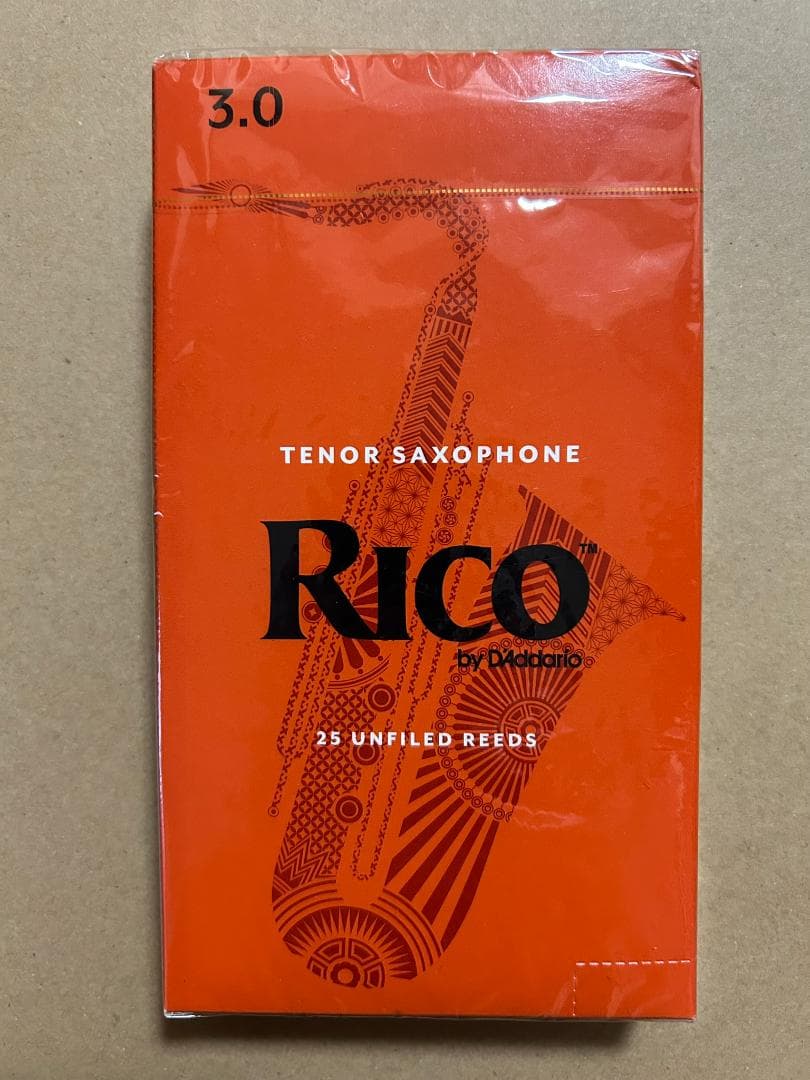 3.0
TENOR SAXOPHONE
RICO™
by D'Addario
25 UNFILED REEDS